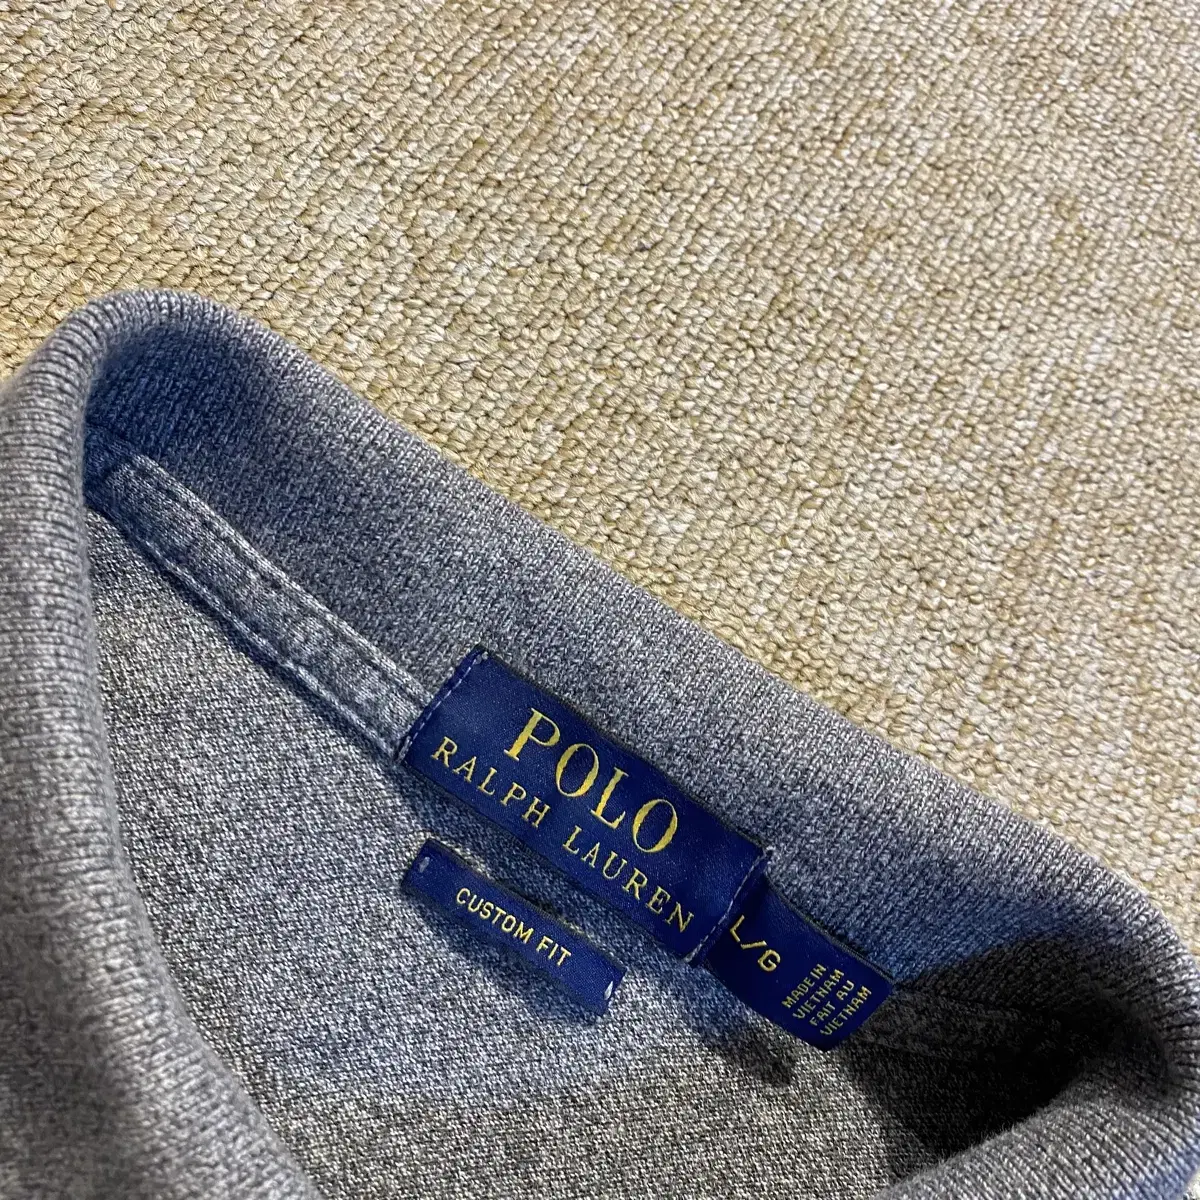 POLO
RALPH LAUREN
CUSTOM FIT
L/G
MADE IN
VIETNAM
FAIT AU
VIETNAM